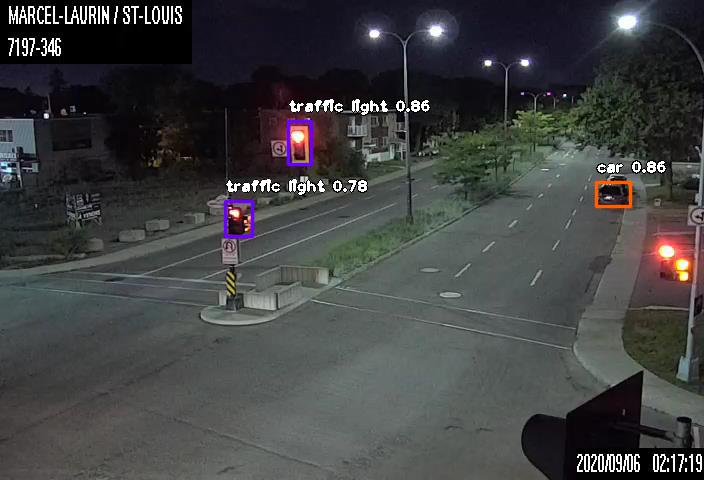 MARCEL-LAURIN / ST-LOUIS
7197-346
traffic light 0.86
car 0.86
traffic light 0.78
2020/09/06 02:17:19